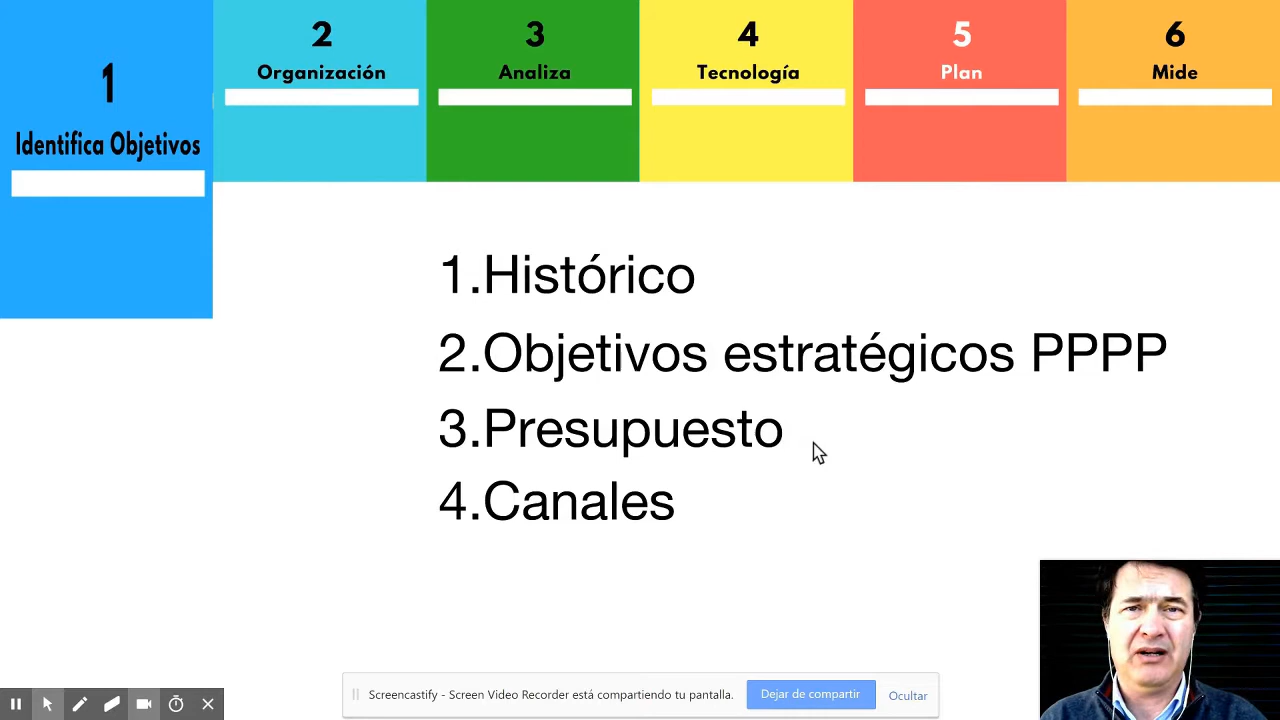 1
Identifica Objetivos
2
Organización
3
Analiza
4
Tecnología
5
Plan
6
Mide
1.Histórico
2.Objetivos estratégicos PPPP
3.Presupuesto
4.Canales
Screencastify - Screen Video Recorder está compartiendo tu pantalla.
Dejar de compartir
Ocultar